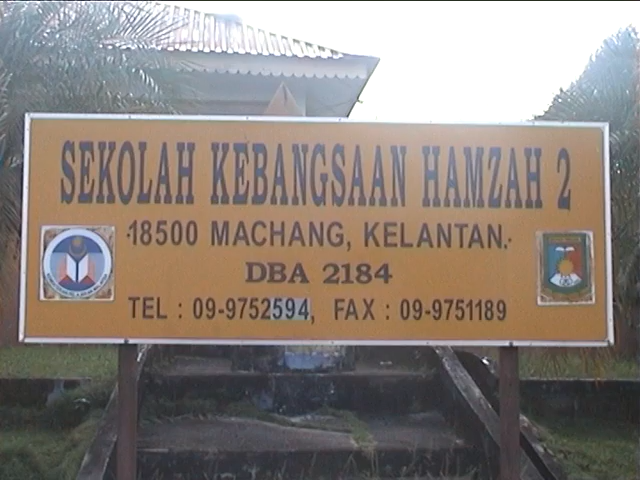 SEKOLAH KEBANGSAAN HAMZAH 2
18500 MACHANG, KELANTAN.
DBA 2184
TEL : 09-9752594, FAX : 09-9751189